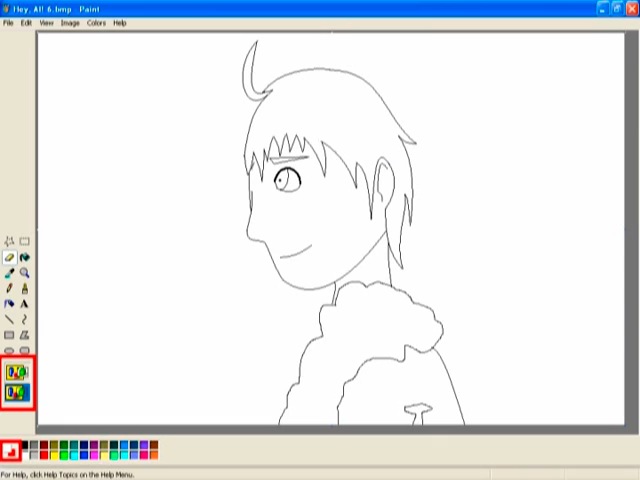 Hey, Al! 6.bmp - Paint
File Edit View Image Colors Help
A
For Help, click Help Topics on the Help Menu.